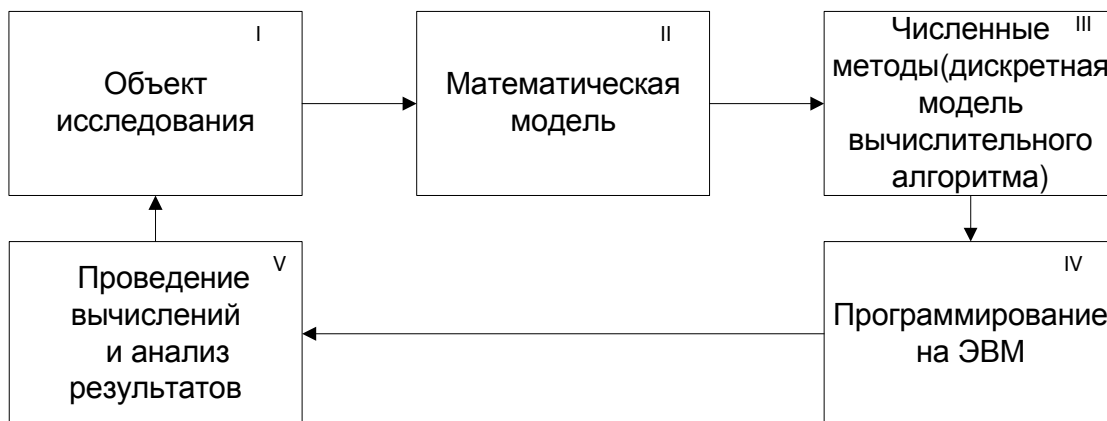 I
Объект
исследования
II
Математическая
модель
III
Численные
методы(дискретная
модель
вычислительного
алгоритма)
IV
Программирование
на ЭВМ
V
Проведение
вычислений
и анализ
результатов